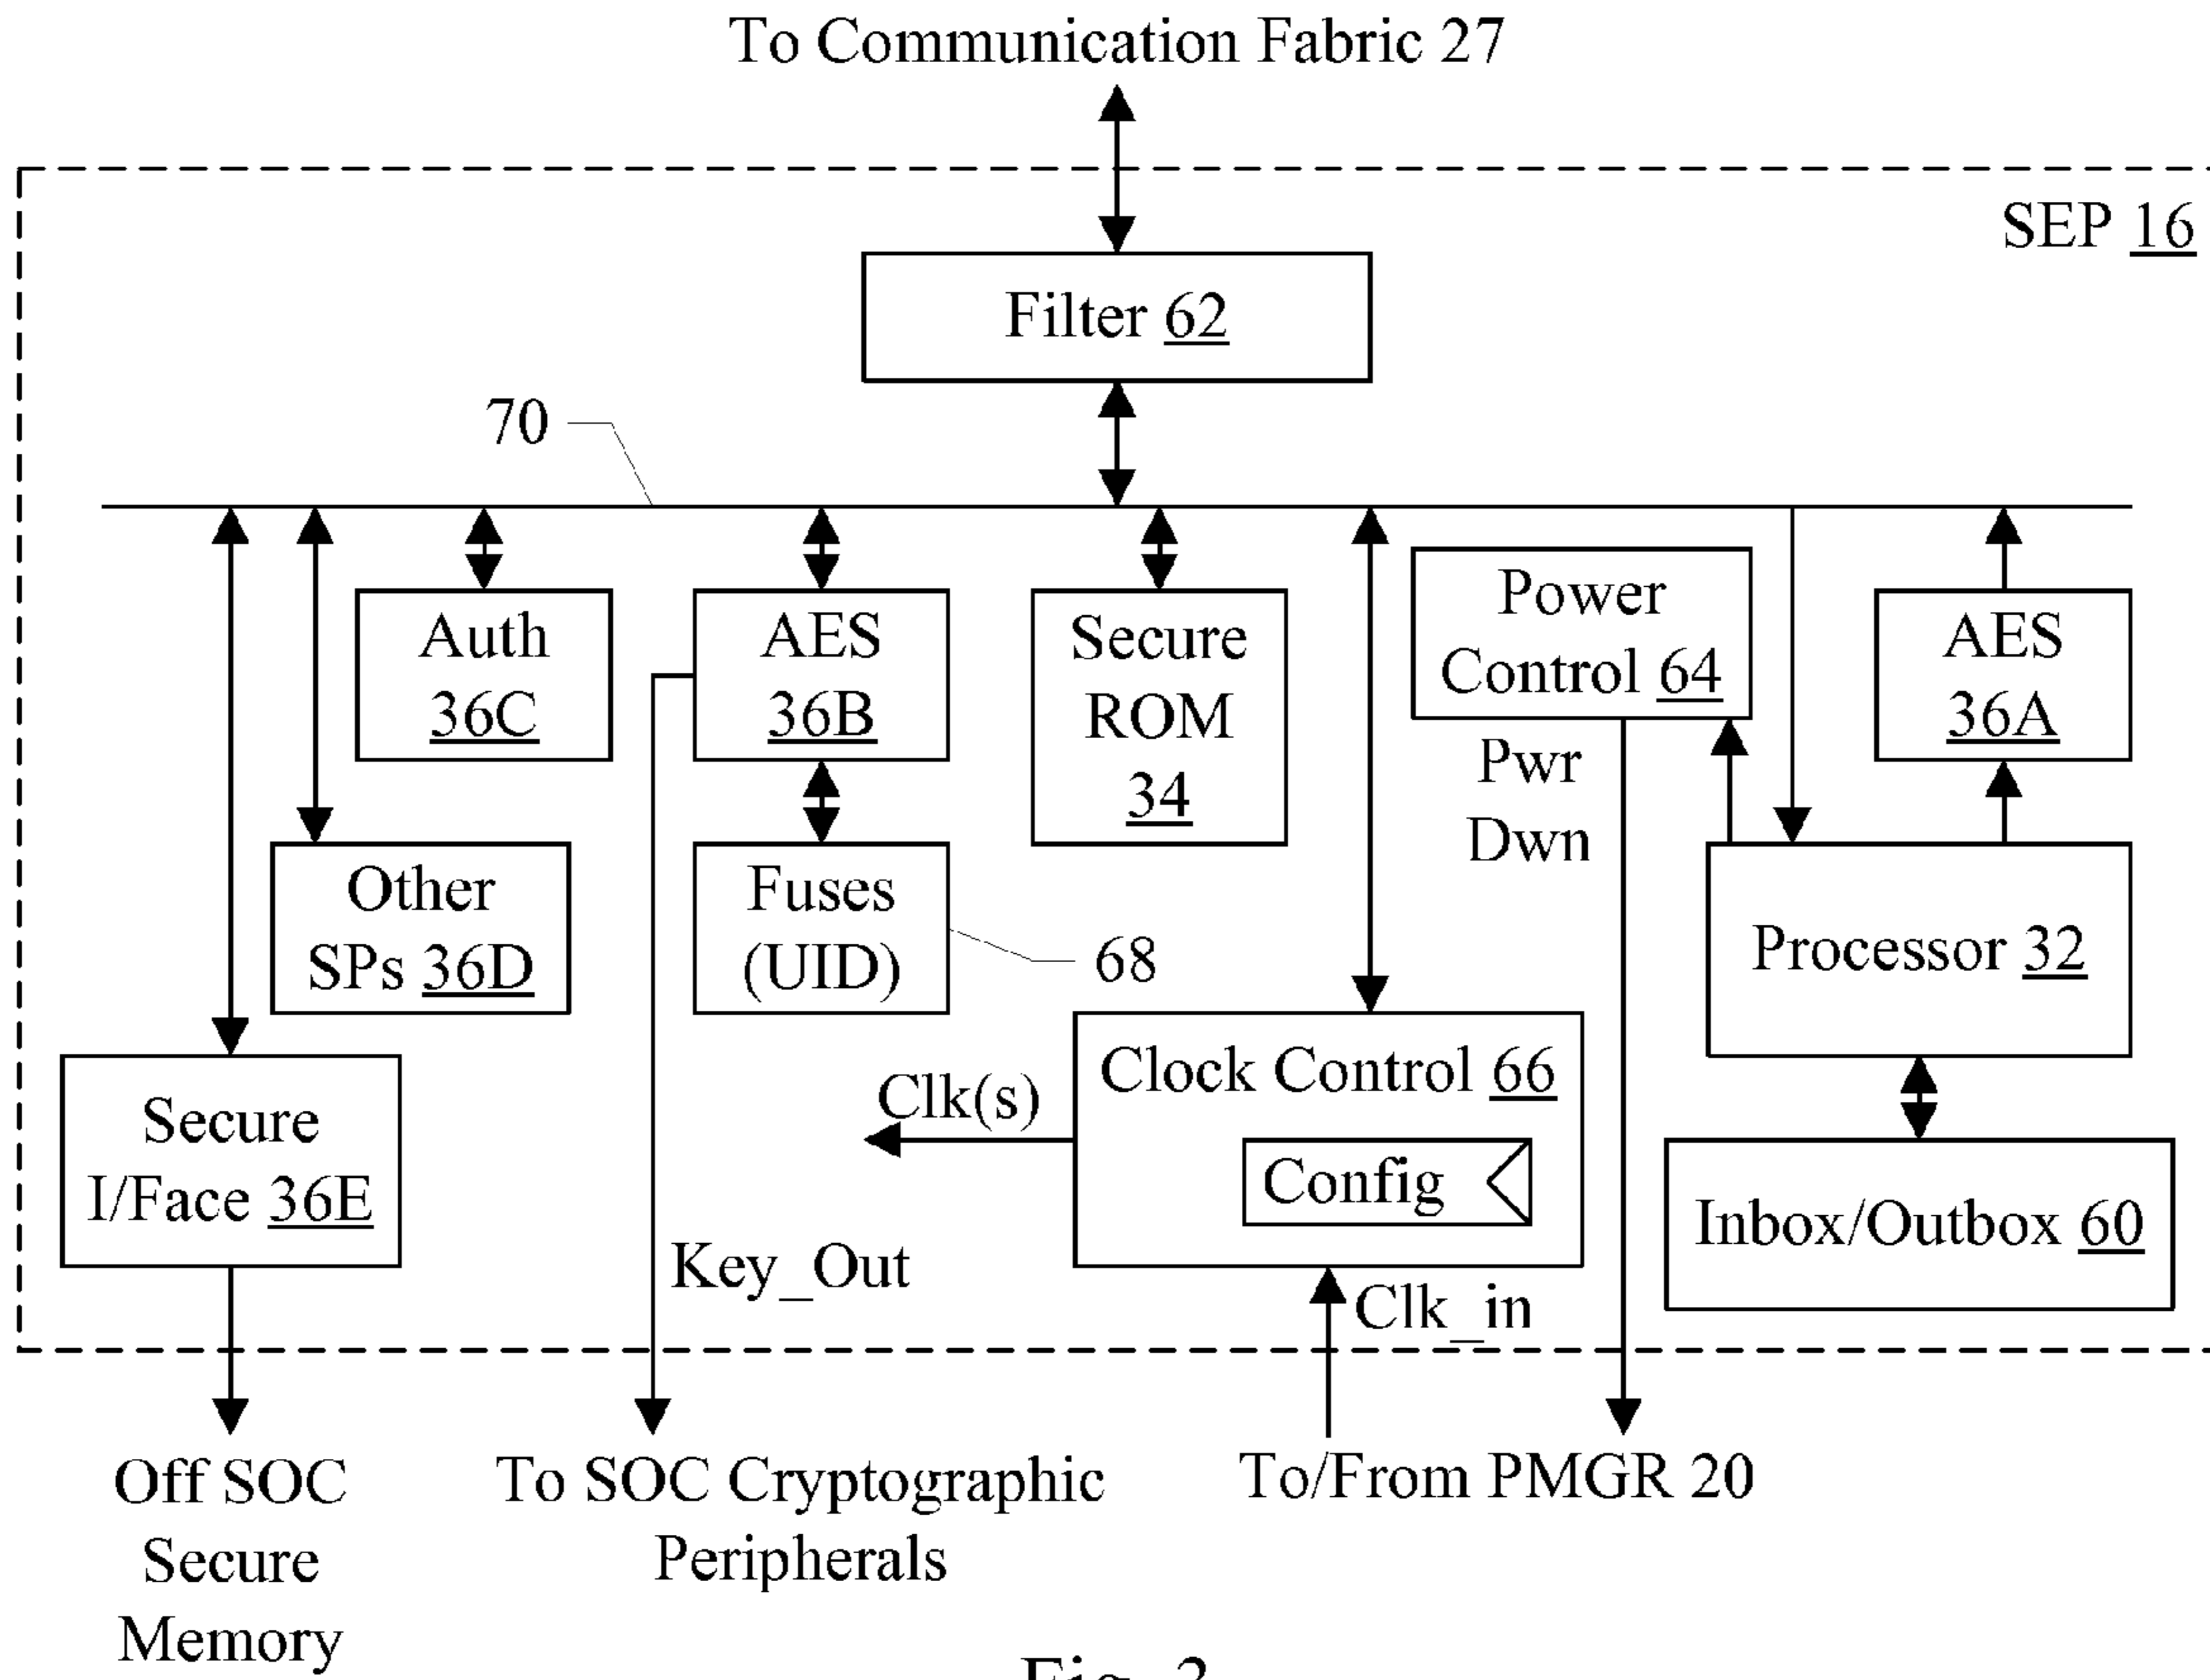 To Communication Fabric 27
SEP 16
Filter 62
70
Auth
36C
AES
36B
Secure
ROM
34
Power
Control 64
AES
36A
Pwr
Dwn
Other
SPs 36D
Fuses
(UID)
68
Processor 32
Secure
I/Face 36E
Clk(s)
Clock Control 66
Config
Inbox/Outbox 60
Key_Out
Clk_in
Off SOC
Secure
Memory
To SOC Cryptographic
Peripherals
To/From PMGR 20
Fig. 3